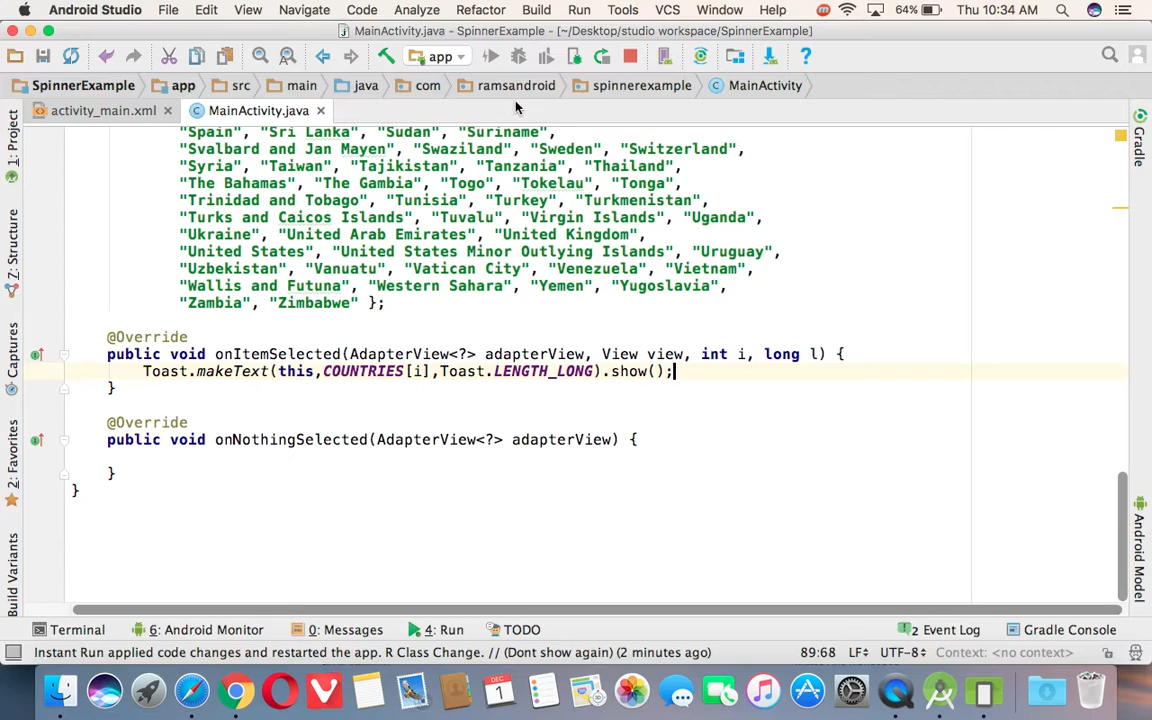 Android Studio File Edit View Navigate Code Analyze Refactor Build Run Tools VCS Window Help 64% Thu 10:34 AM
MainActivity.java - SpinnerExample - [~/Desktop/studio workspace/SpinnerExample]
app
SpinnerExample app src main java com ramsandroid spinnerexample MainActivity
activity_main.xml MainActivity.java
"Spain", "Sri Lanka", "Sudan", "Suriname",
"Svalbard and Jan Mayen", "Swaziland", "Sweden", "Switzerland",
"Syria", "Taiwan", "Tajikistan", "Tanzania", "Thailand",
"The Bahamas", "The Gambia", "Togo", "Tokelau", "Tonga",
"Trinidad and Tobago", "Tunisia", "Turkey", "Turkmenistan",
"Turks and Caicos Islands", "Tuvalu", "Virgin Islands", "Uganda",
"Ukraine", "United Arab Emirates", "United Kingdom",
"United States", "United States Minor Outlying Islands", "Uruguay",
"Uzbekistan", "Vanuatu", "Vatican City", "Venezuela", "Vietnam",
"Wallis and Futuna", "Western Sahara", "Yemen", "Yugoslavia",
"Zambia", "Zimbabwe" };
@Override
public void onItemSelected(AdapterView<?> adapterView, View view, int i, long l) {
Toast.makeText(this,COUNTRIES[i],Toast.LENGTH_LONG).show();
}
@Override
public void onNothingSelected(AdapterView<?> adapterView) {
}
}
1: Project
7: Structure
Captures
2: Favorites
Build Variants
Gradle
Android Model
Terminal 6: Android Monitor 0: Messages 4: Run TODO 2 Event Log Gradle Console
Instant Run applied code changes and restarted the app. R Class Change. // (Dont show again) (2 minutes ago) 89:68 LF UTF-8 Context: <no context>
DEC
1